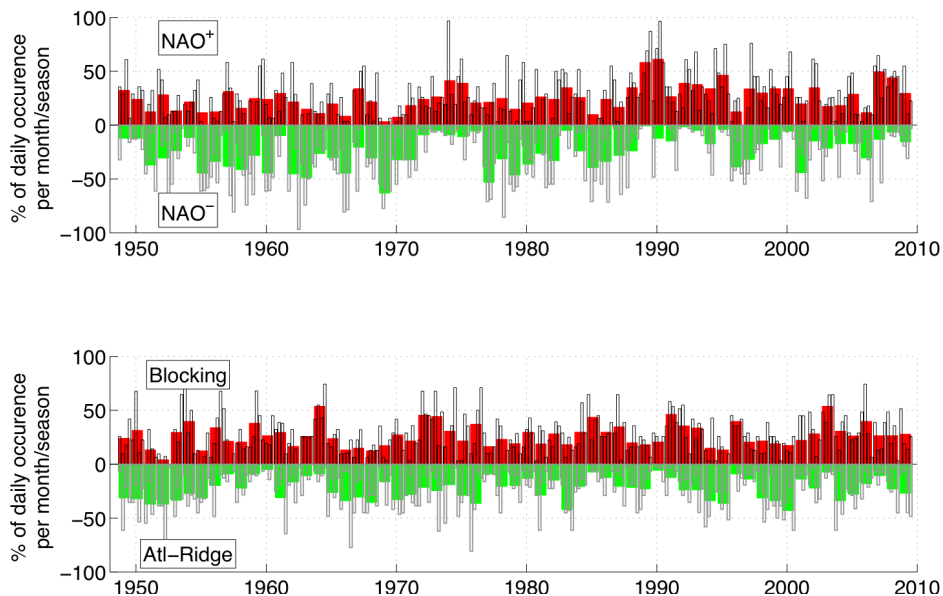 100
NAO+
50
0
−50
NAO−
−100
% of daily occurence
per month/season
1950 1960 1970 1980 1990 2000 2010
100
Blocking
50
0
−50
Atl−Ridge
−100
% of daily occurence
per month/season
1950 1960 1970 1980 1990 2000 2010